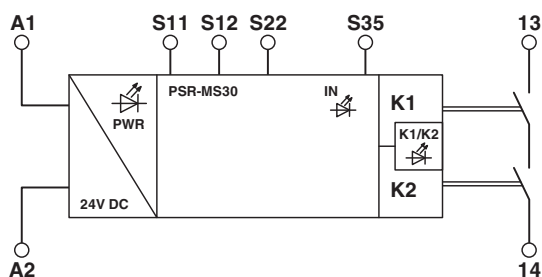 A1 S11 S12 S22 S35 13
PSR-MS30 IN K1
PWR K1/K2
24V DC K2
A2 14